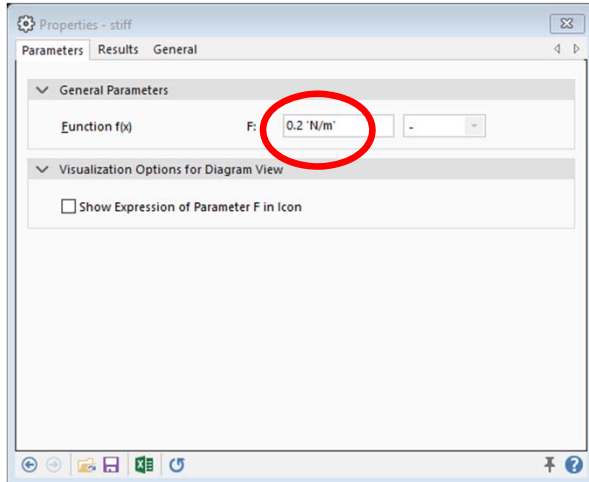 Properties - stiff
Parameters Results General
General Parameters
Function f(x) F: 0.2 'N/m' -
Visualization Options for Diagram View
Show Expression of Parameter F in Icon